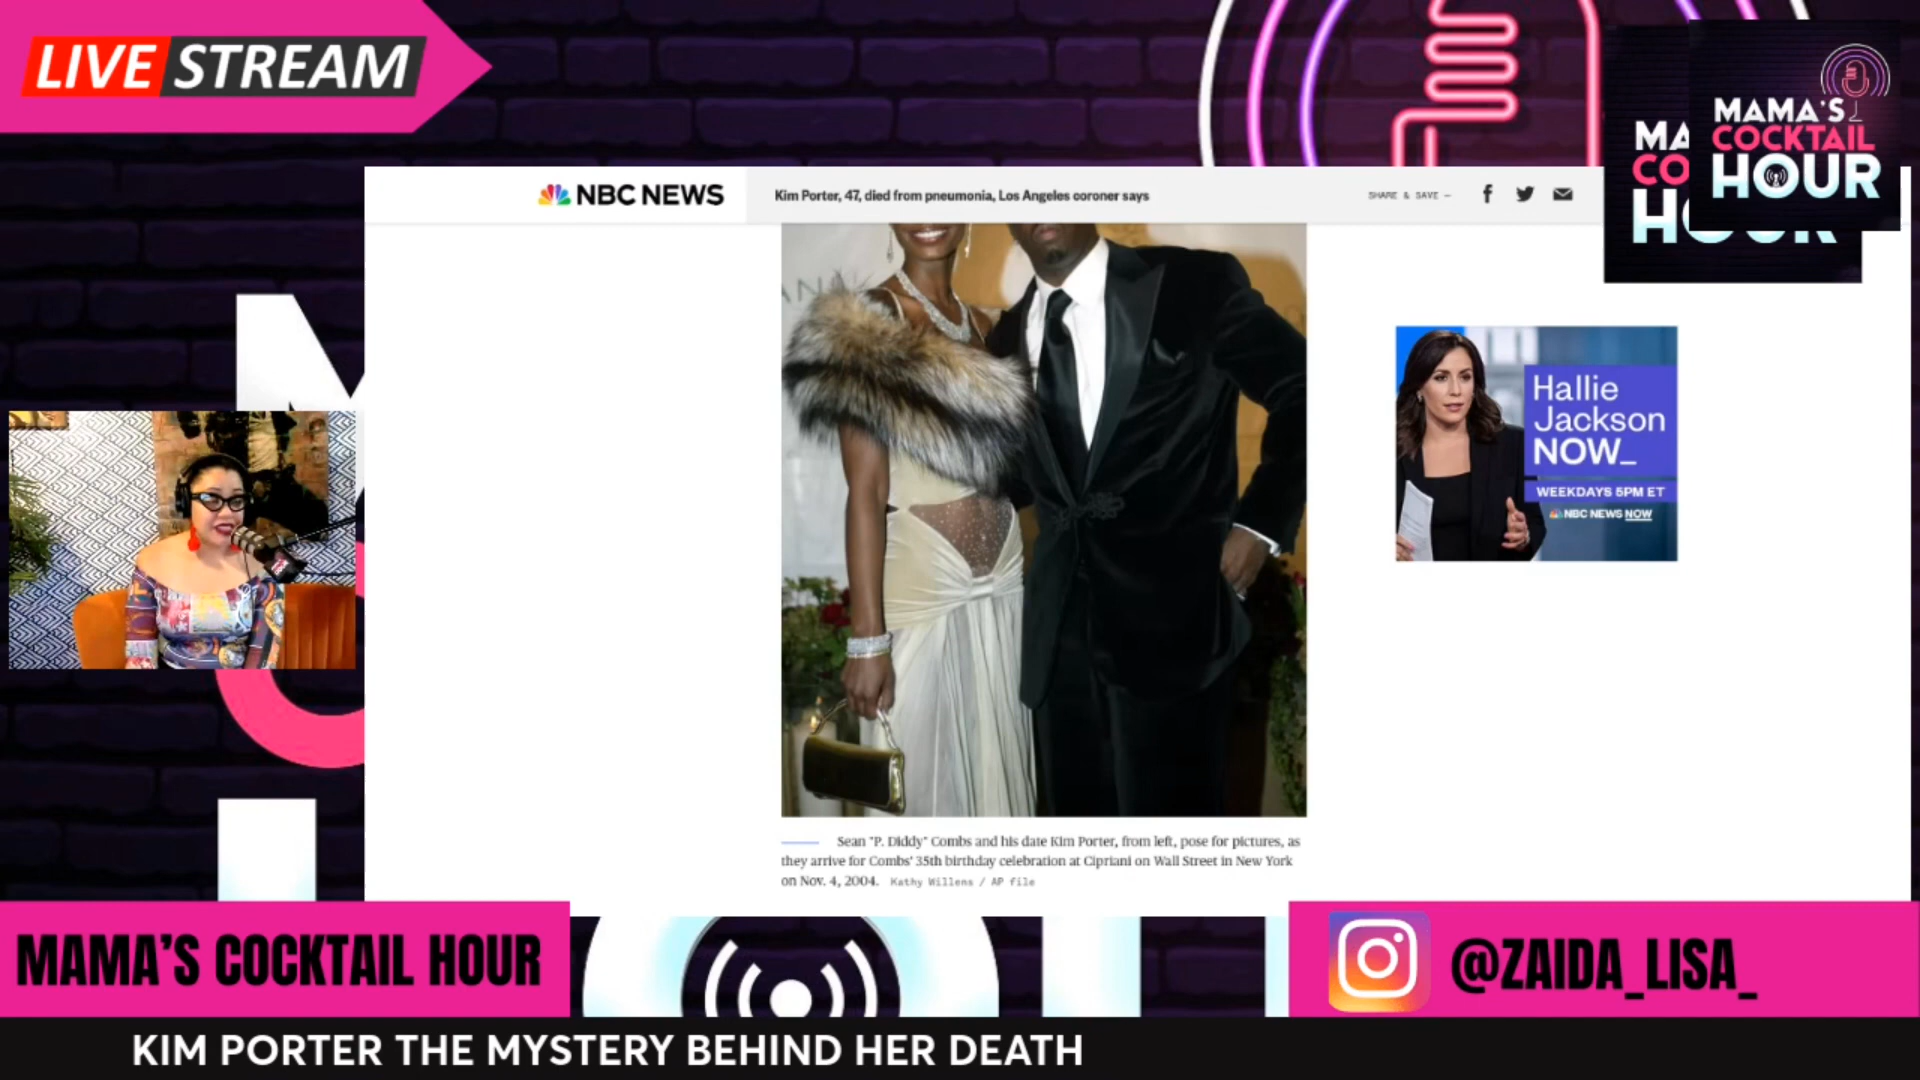 LIVE STREAM
MAMA'S
COCKTAIL
HOUR
MA
CO
HOUR
NBC NEWS
Kim Porter, 47, died from pneumonia, Los Angeles coroner says
SHARE & SAVE —
Hallie
Jackson
NOW_
WEEKDAYS 5PM ET
NBC NEWS NOW
Sean "P. Diddy" Combs and his date Kim Porter, from left, pose for pictures, as
they arrive for Combs' 35th birthday celebration at Cipriani on Wall Street in New York
on Nov. 4, 2004. Kathy Willens / AP file
MAMA'S COCKTAIL HOUR
@ZAIDA_LISA_
KIM PORTER THE MYSTERY BEHIND HER DEATH